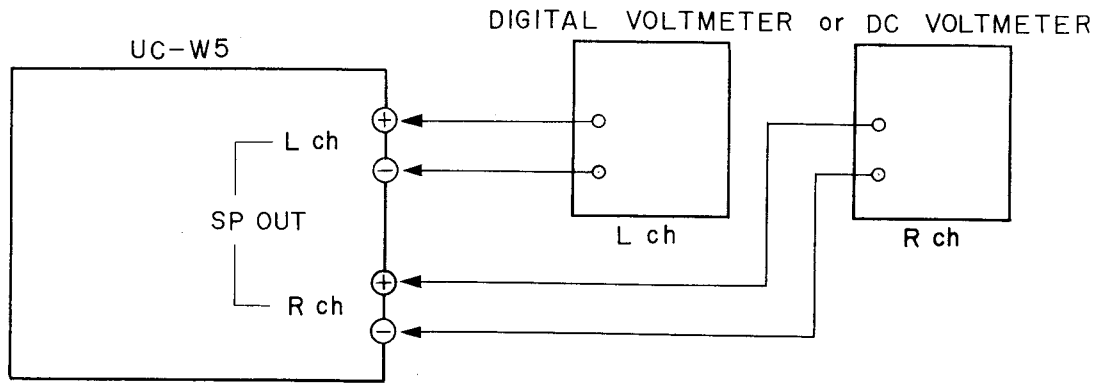 DIGITAL VOLTMETER or DC VOLTMETER
UC-W5
+
L ch
−
SP OUT
L ch
R ch
+
R ch
−